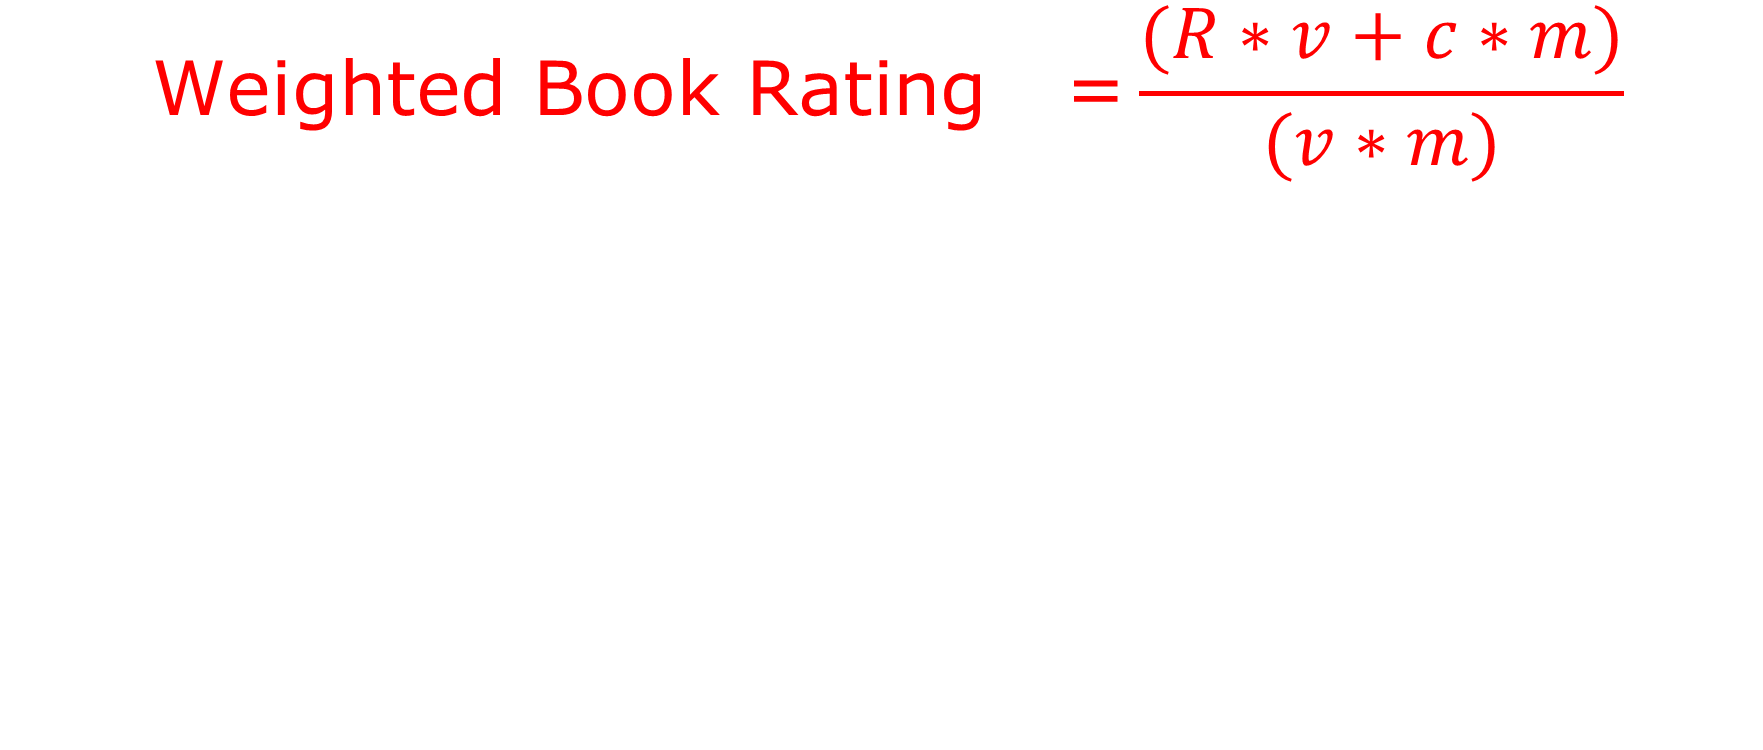 Weighted Book Rating = (R * v + c * m) / (v * m)